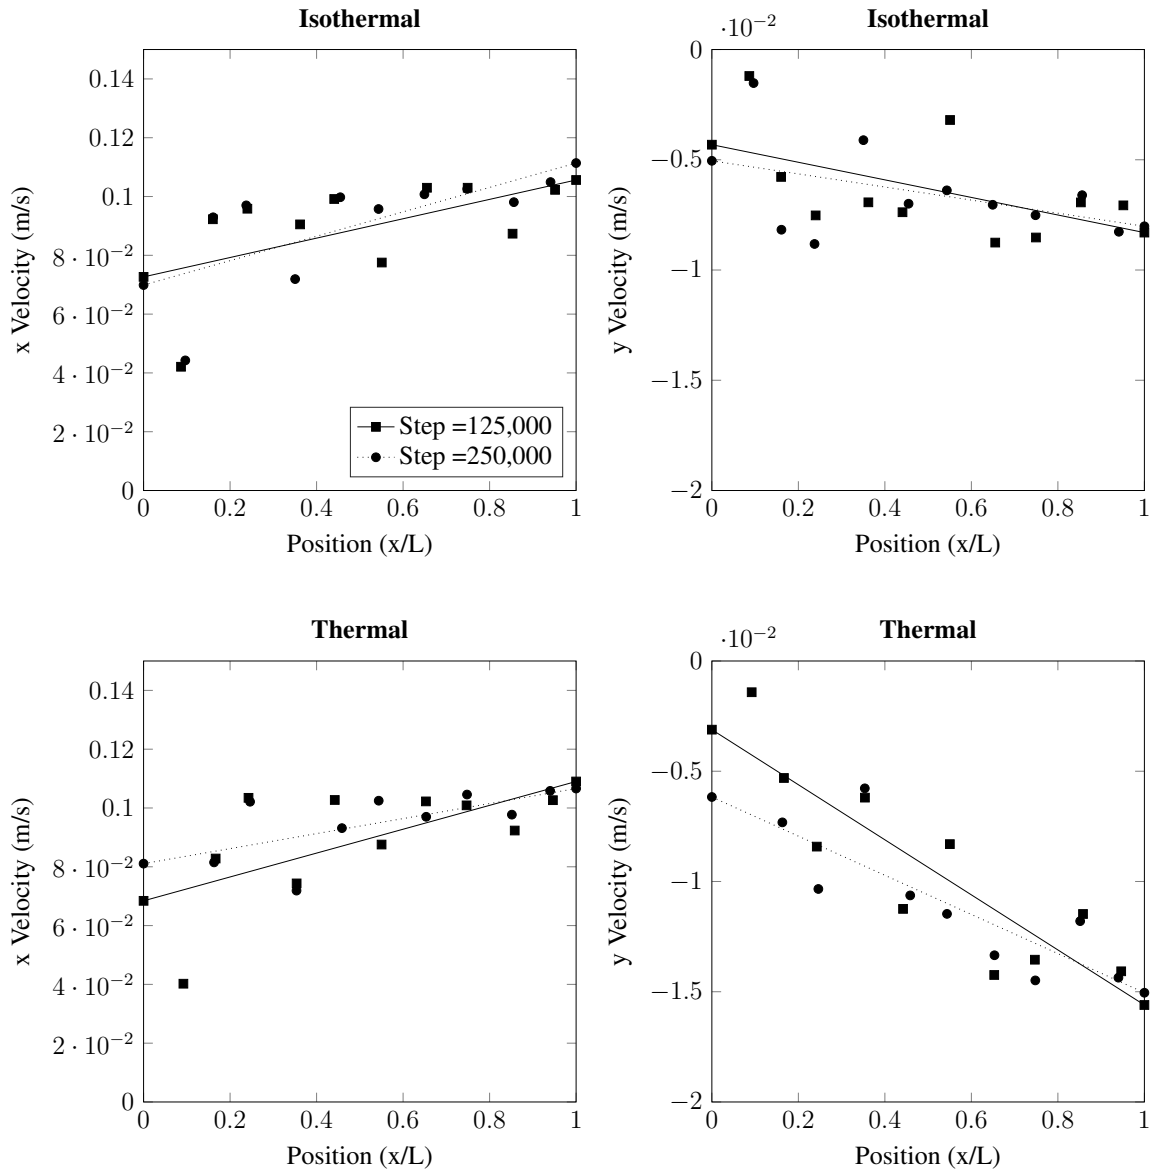 Isothermal
0.14
0.12
0.1
8 · 10⁻²
6 · 10⁻²
4 · 10⁻²
2 · 10⁻²
0
x Velocity (m/s)
Step =125,000
Step =250,000
0 0.2 0.4 0.6 0.8 1
Position (x/L)
Isothermal
·10⁻²
0
−0.5
−1
−1.5
−2
y Velocity (m/s)
0 0.2 0.4 0.6 0.8 1
Position (x/L)
Thermal
0.14
0.12
0.1
8 · 10⁻²
6 · 10⁻²
4 · 10⁻²
2 · 10⁻²
0
x Velocity (m/s)
0 0.2 0.4 0.6 0.8 1
Position (x/L)
Thermal
·10⁻²
0
−0.5
−1
−1.5
−2
y Velocity (m/s)
0 0.2 0.4 0.6 0.8 1
Position (x/L)